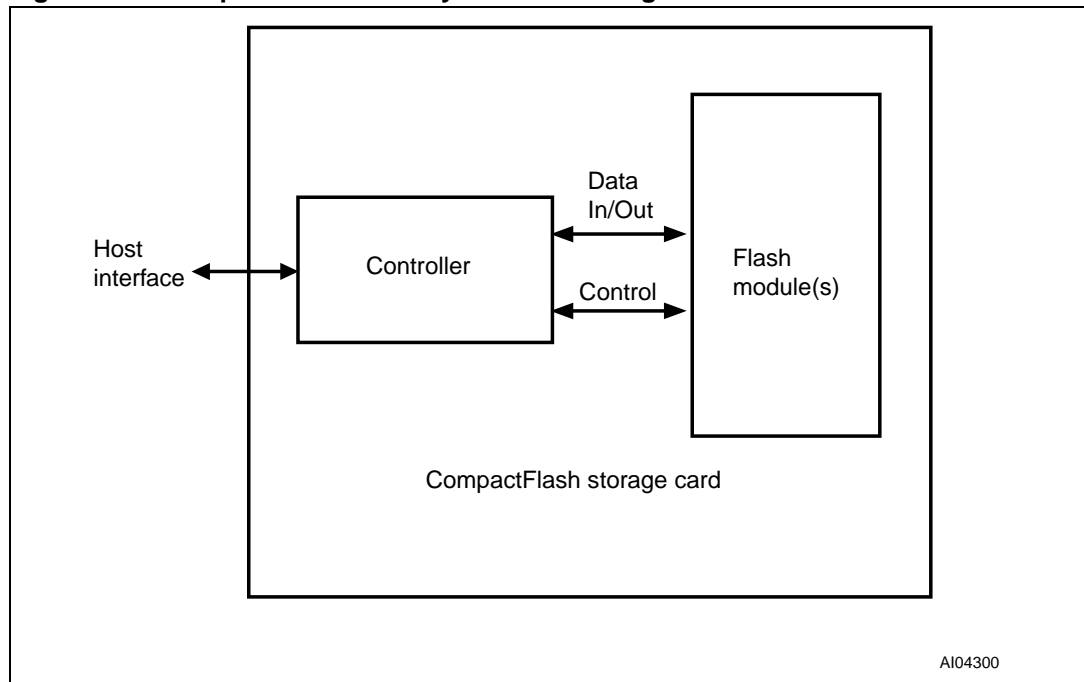 Data
In/Out
Host
interface
Controller
Flash
module(s)
Control
CompactFlash storage card
AI04300